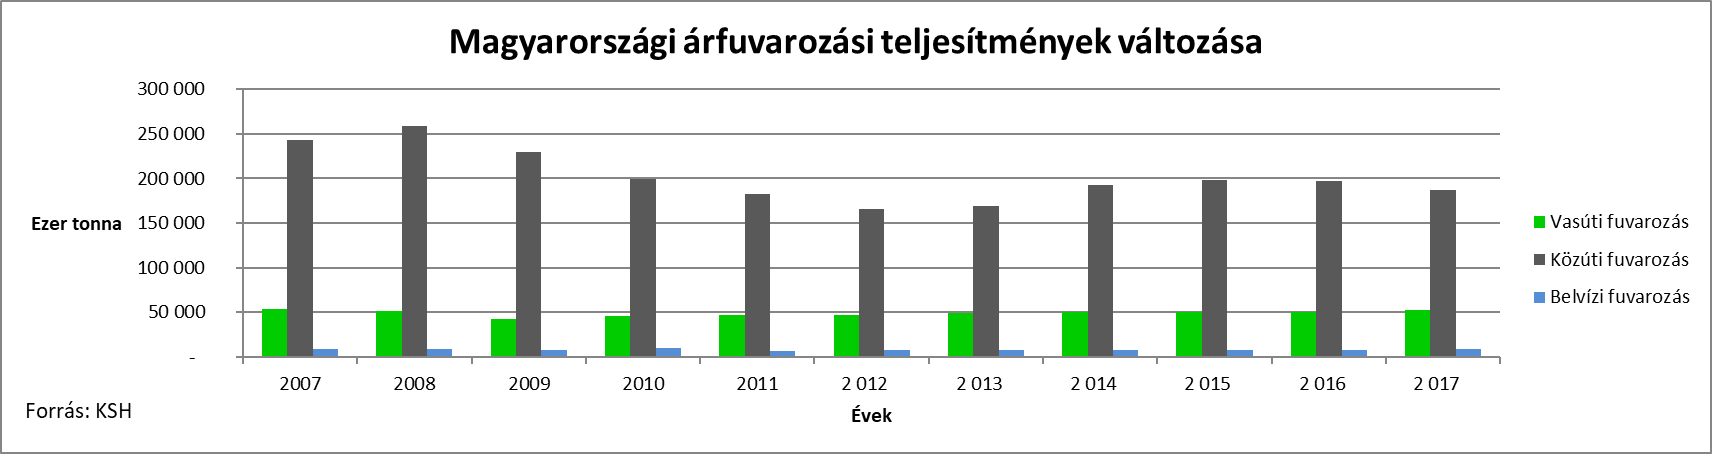 Magyarországi árfuvarozási teljesítmények változása
300 000
250 000
200 000
150 000
100 000
50 000
-
Ezer tonna
2007 2008 2009 2010 2011 2 012 2 013 2 014 2 015 2 016 2 017
Évek
Vasúti fuvarozás
Közúti fuvarozás
Belvízi fuvarozás
Forrás: KSH